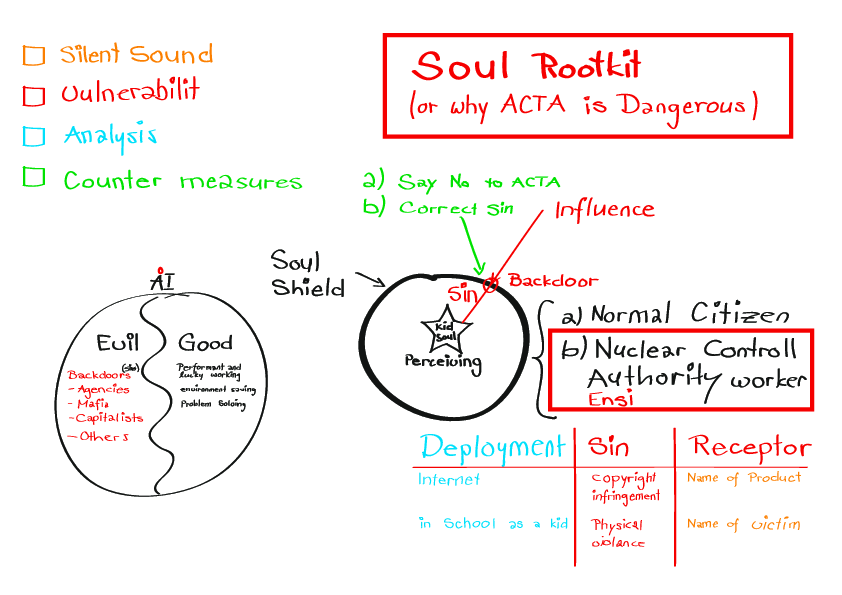 Silent Sound
Vulnerabilit
Analysis
Counter measures
Soul Rootkit
(or why ACTA is Dangerous)
a) Say No to ACTA
b) Correct Sin
Influence
Soul
Shield
Backdoor
Sin
Kid
Soul
Perceiving
a) Normal Citizen
b) Nuclear Controll
Authority worker
Ensi
AI
Evil
Backdoors (sin)
- Agencies
- Mafia
- Capitalists
- Others
Good
Performant and
working
environment saving
Problem Solving
Deployment Sin Receptor
Internet Copyright infringement Name of Product
in School as a kid Physical violance Name of victim